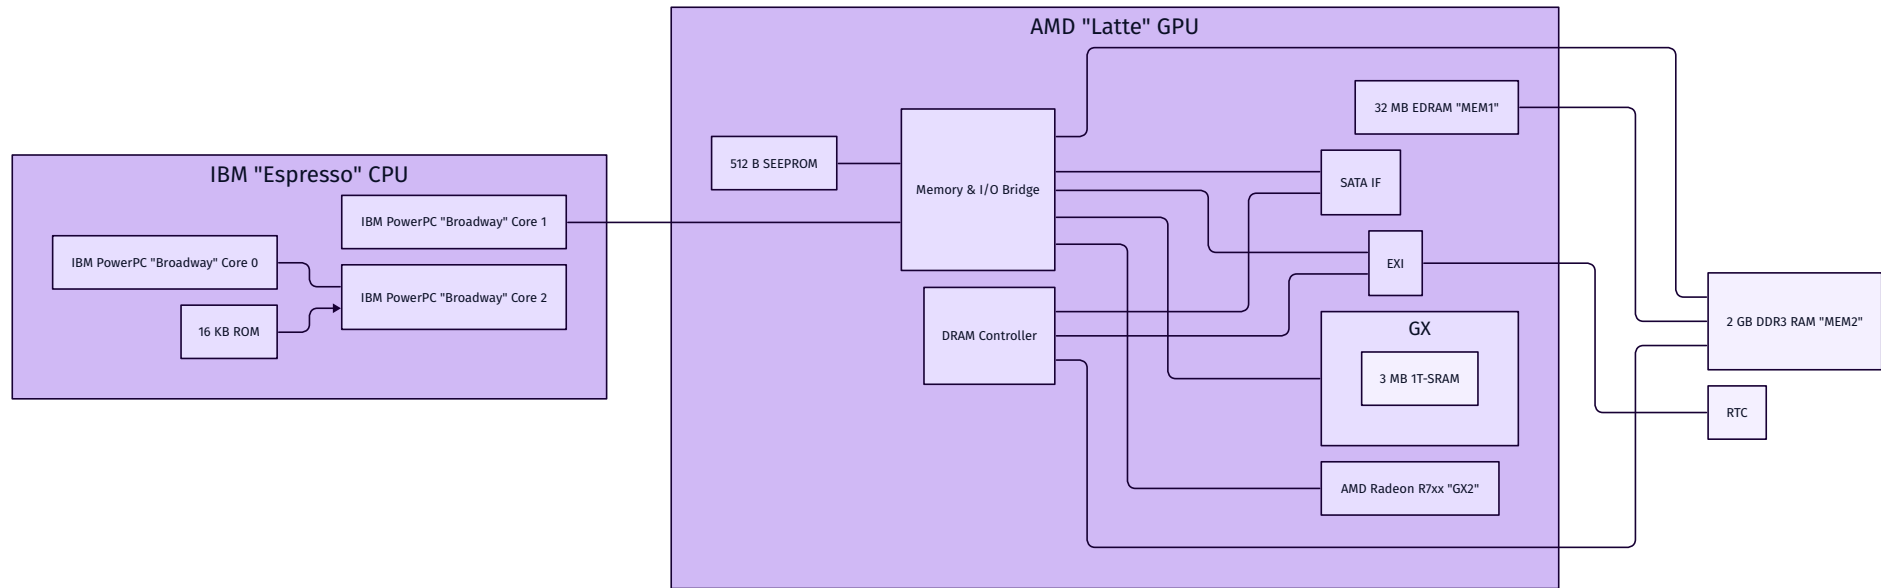 AMD "Latte" GPU
IBM "Espresso" CPU
IBM PowerPC "Broadway" Core 1
IBM PowerPC "Broadway" Core 0
IBM PowerPC "Broadway" Core 2
16 KB ROM
512 B SEEPROM
Memory & I/O Bridge
DRAM Controller
32 MB EDRAM "MEM1"
SATA IF
EXI
GX
3 MB 1T-SRAM
AMD Radeon R7xx "GX2"
2 GB DDR3 RAM "MEM2"
RTC